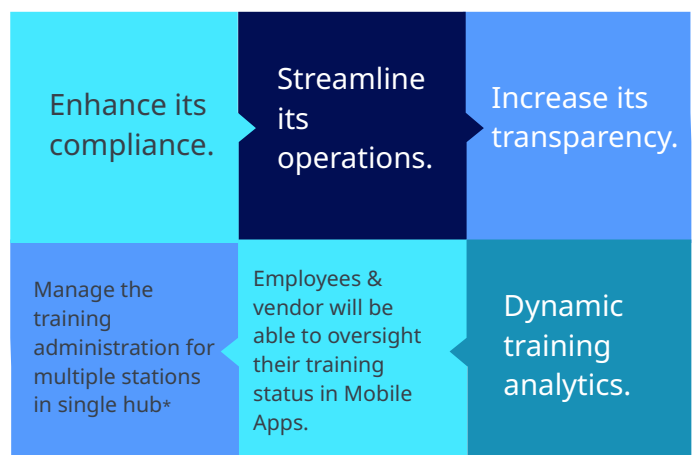 Enhance its
compliance.
Streamline
its
operations.
Increase its
transparency.
Manage the
training
administration for
multiple stations
in single hub*
Employees &
vendor will be
able to oversight
their training
status in Mobile
Apps.
Dynamic
training
analytics.